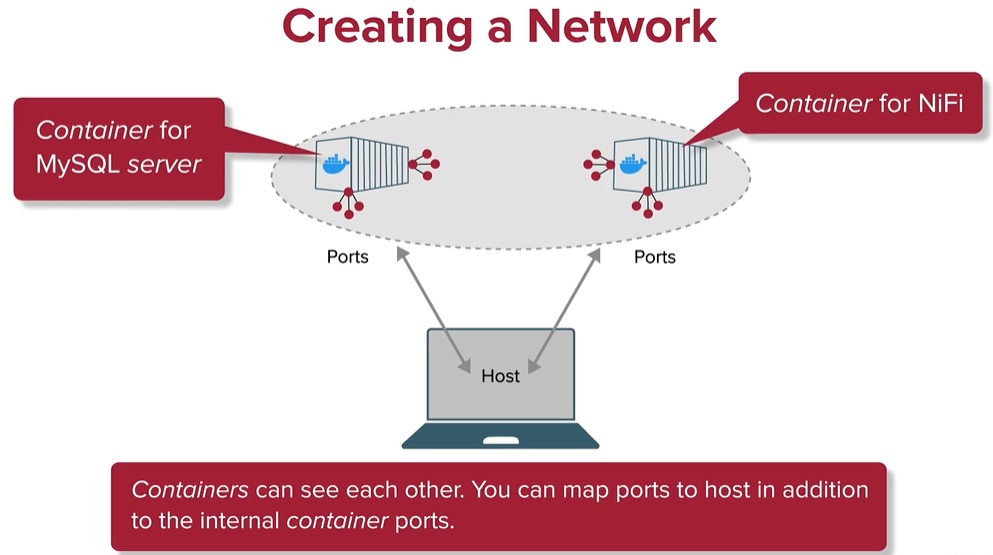 Creating a Network
Container for
MySQL server
Container for NiFi
Ports
Ports
Host
Containers can see each other. You can map ports to host in addition
to the internal container ports.